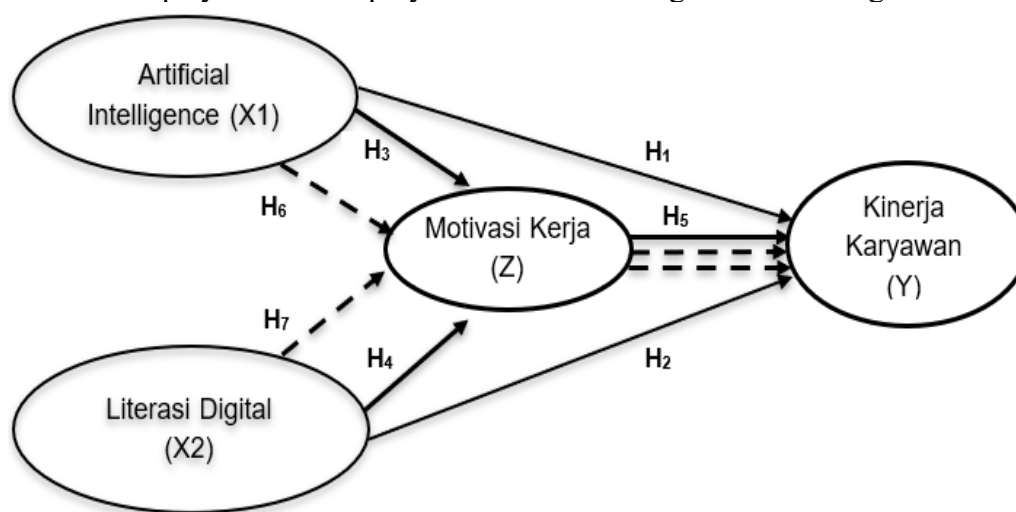 Artificial
Intelligence (X1)
H1
H3
H6
Motivasi Kerja
(Z)
H5
Kinerja
Karyawan
(Y)
H7
H4
H2
Literasi Digital
(X2)